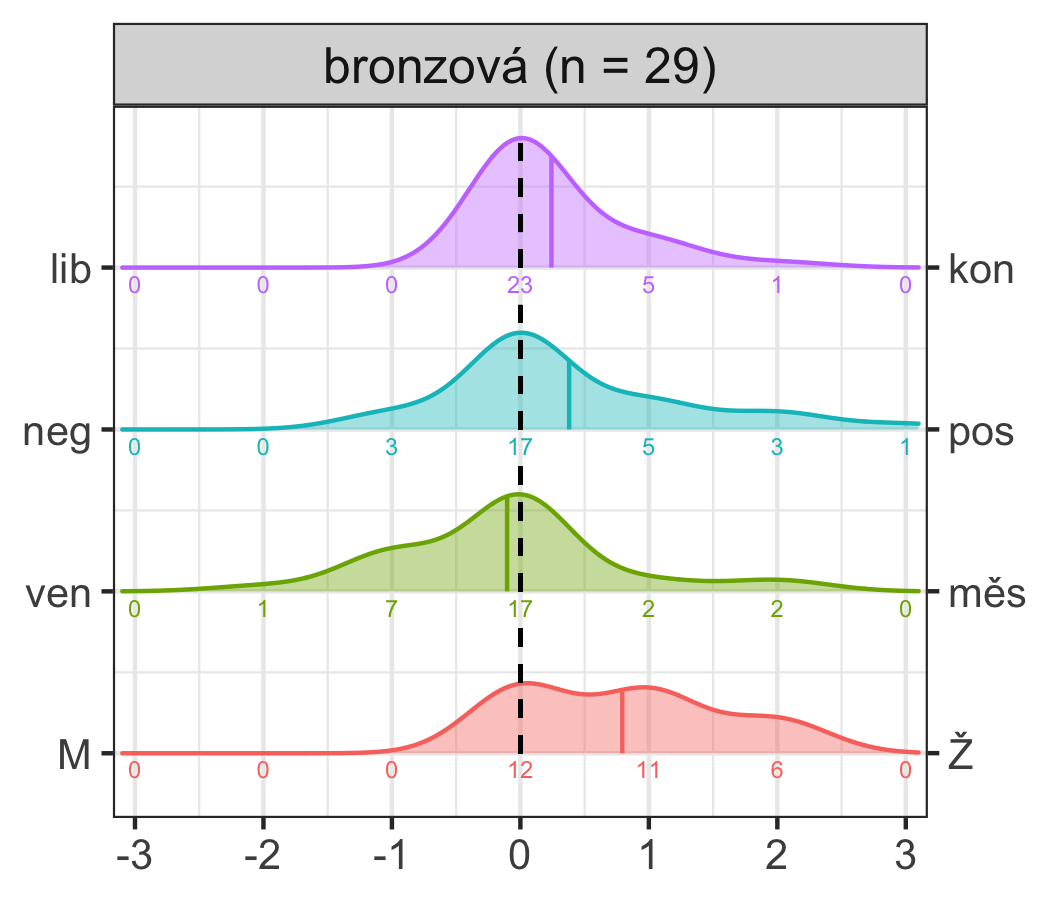 bronzová (n = 29)
lib kon
0 0 0 23 5 1 0
neg pos
0 0 3 17 5 3 1
ven měs
0 1 7 17 2 2 0
M Ž
0 0 0 12 11 6 0
-3 -2 -1 0 1 2 3